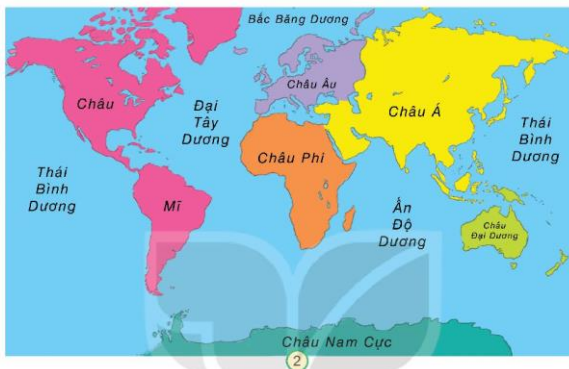 Bắc Băng Dương
Châu Âu
Châu
Đại
Tây
Dương
Châu Á
Thái
Bình
Dương
Châu Phi
Thái
Bình
Dương
Mĩ
Ấn
Độ
Dương
Châu
Đại Dương
Châu Nam Cực
2